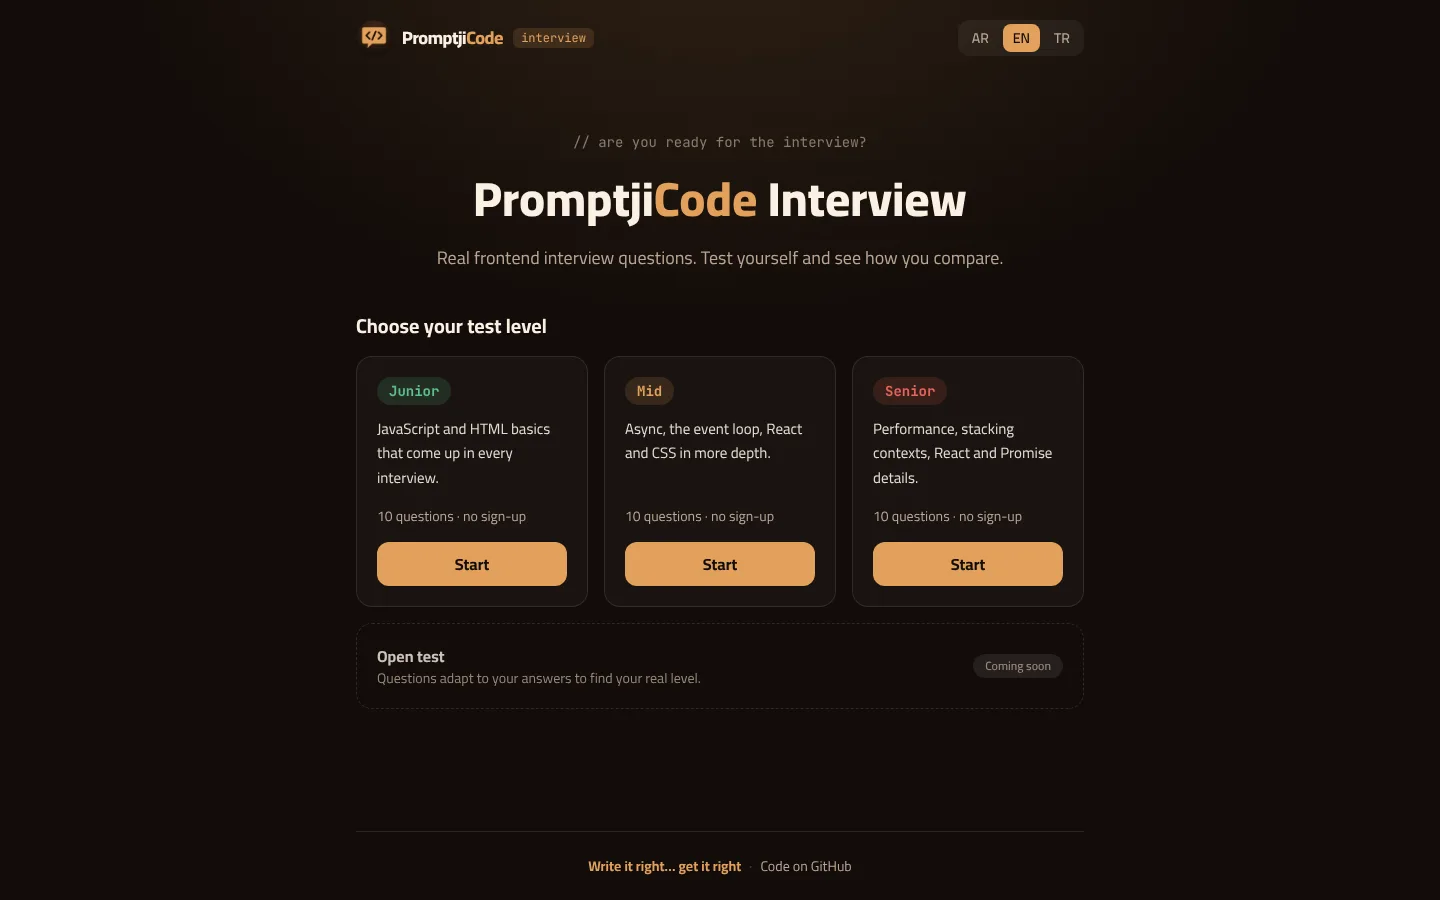 PromptjiCode interview
AR EN TR
// are you ready for the interview?
PromptjiCode Interview
Real frontend interview questions. Test yourself and see how you compare.
Choose your test level
Junior
JavaScript and HTML basics
that come up in every
interview.
10 questions · no sign-up
Start
Mid
Async, the event loop, React
and CSS in more depth.
10 questions · no sign-up
Start
Senior
Performance, stacking
contexts, React and Promise
details.
10 questions · no sign-up
Start
Open test
Questions adapt to your answers to find your real level.
Coming soon
Write it right... get it right · Code on GitHub